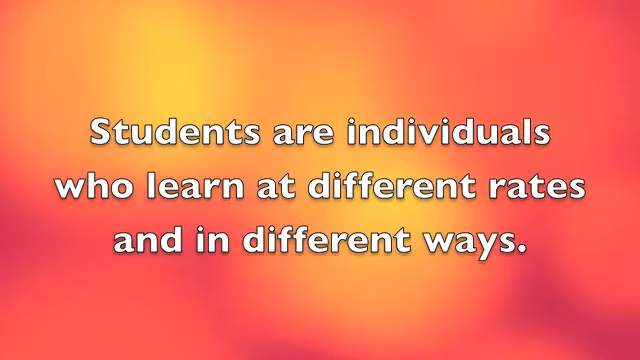 Students are individuals
who learn at different rates
and in different ways.